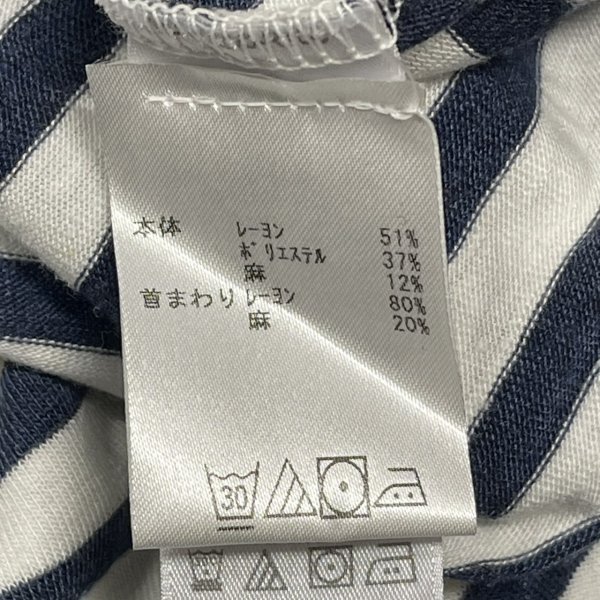 本体 レーヨン 51%
ポリエステル 37%
麻 12%
首まわり レーヨン 80%
麻 20%
30